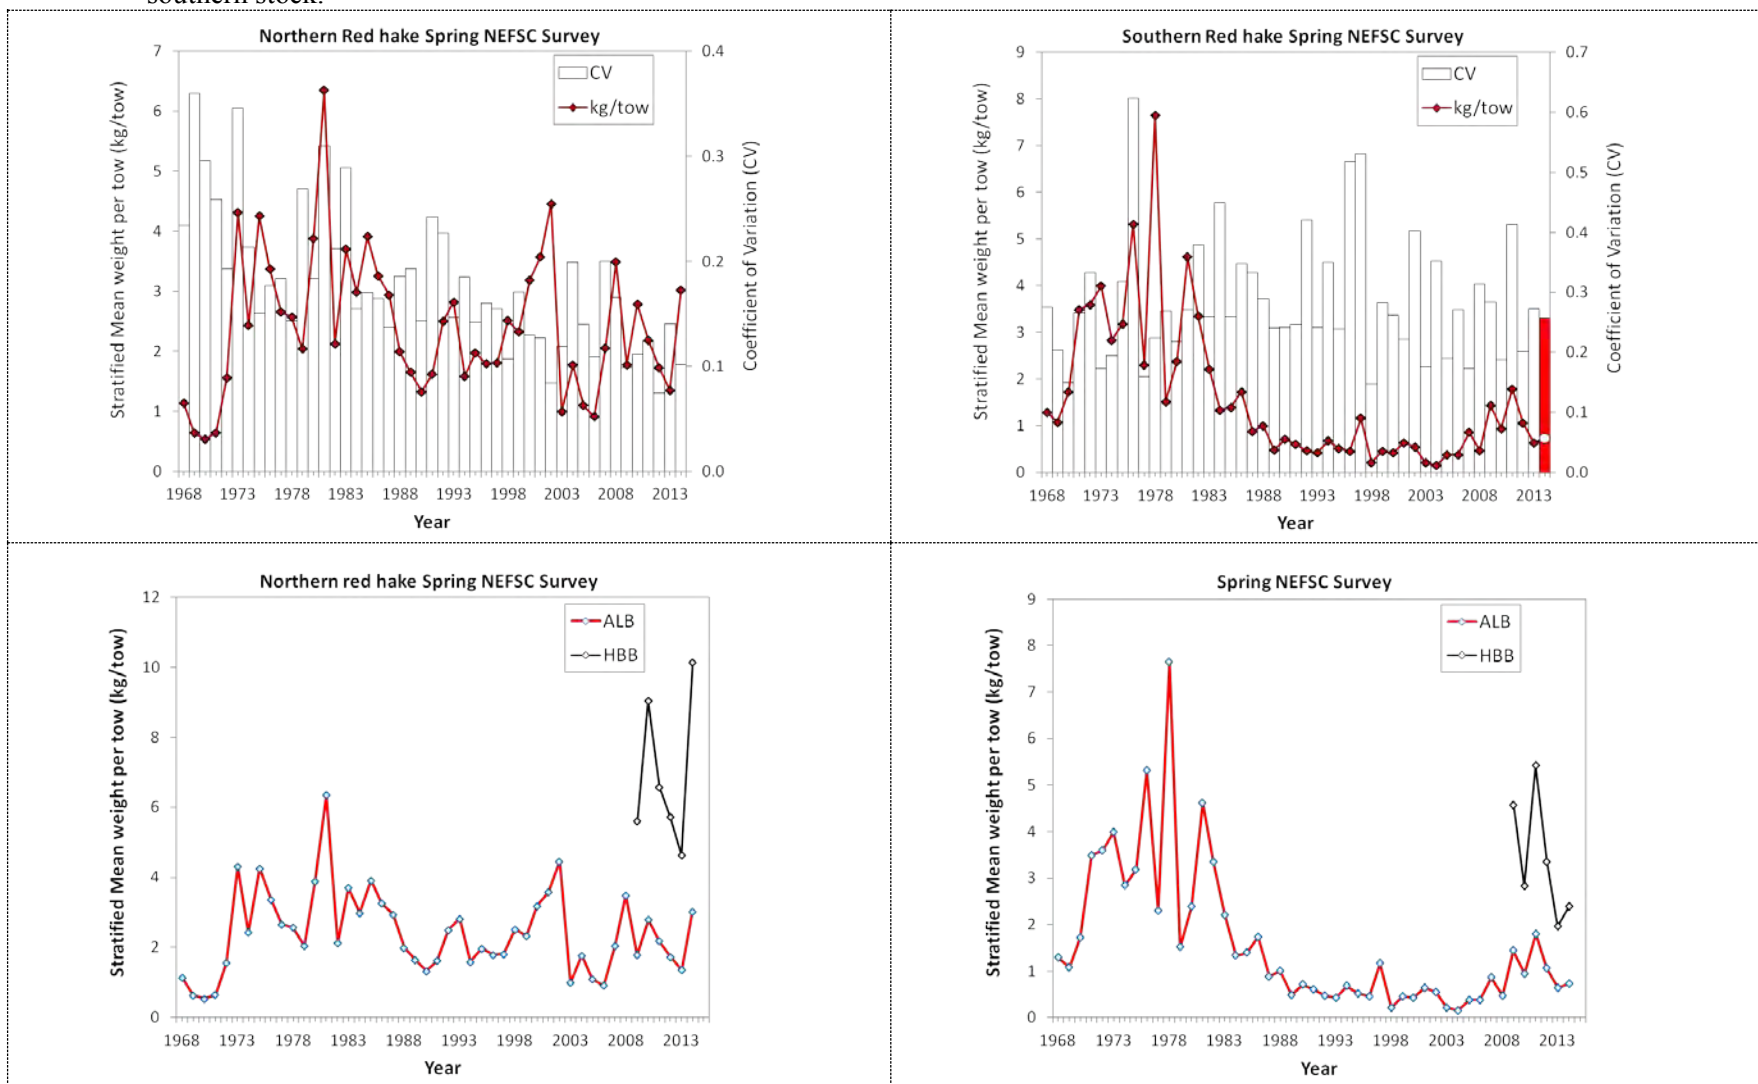 southern stock.
Northern Red hake Spring NEFSC Survey
Stratified Mean weight per tow (kg/tow)
7
6
5
4
3
2
1
0
CV
kg/tow
0.4
0.3
0.2
0.1
0.0
Coefficient of Variation (CV)
1968 1973 1978 1983 1988 1993 1998 2003 2008 2013
Year
Southern Red hake Spring NEFSC Survey
Stratified Mean weight per tow (kg/tow)
9
8
7
6
5
4
3
2
1
0
CV
kg/tow
0.7
0.6
0.5
0.4
0.3
0.2
0.1
0.0
Coefficient of Variation (CV)
1968 1973 1978 1983 1988 1993 1998 2003 2008 2013
Year
Northern red hake Spring NEFSC Survey
Stratified Mean weight per tow (kg/tow)
12
10
8
6
4
2
0
ALB
HBB
1968 1973 1978 1983 1988 1993 1998 2003 2008 2013
Year
Spring NEFSC Survey
Stratified Mean weight per tow (kg/tow)
9
8
7
6
5
4
3
2
1
0
ALB
HBB
1968 1973 1978 1983 1988 1993 1998 2003 2008 2013
Year